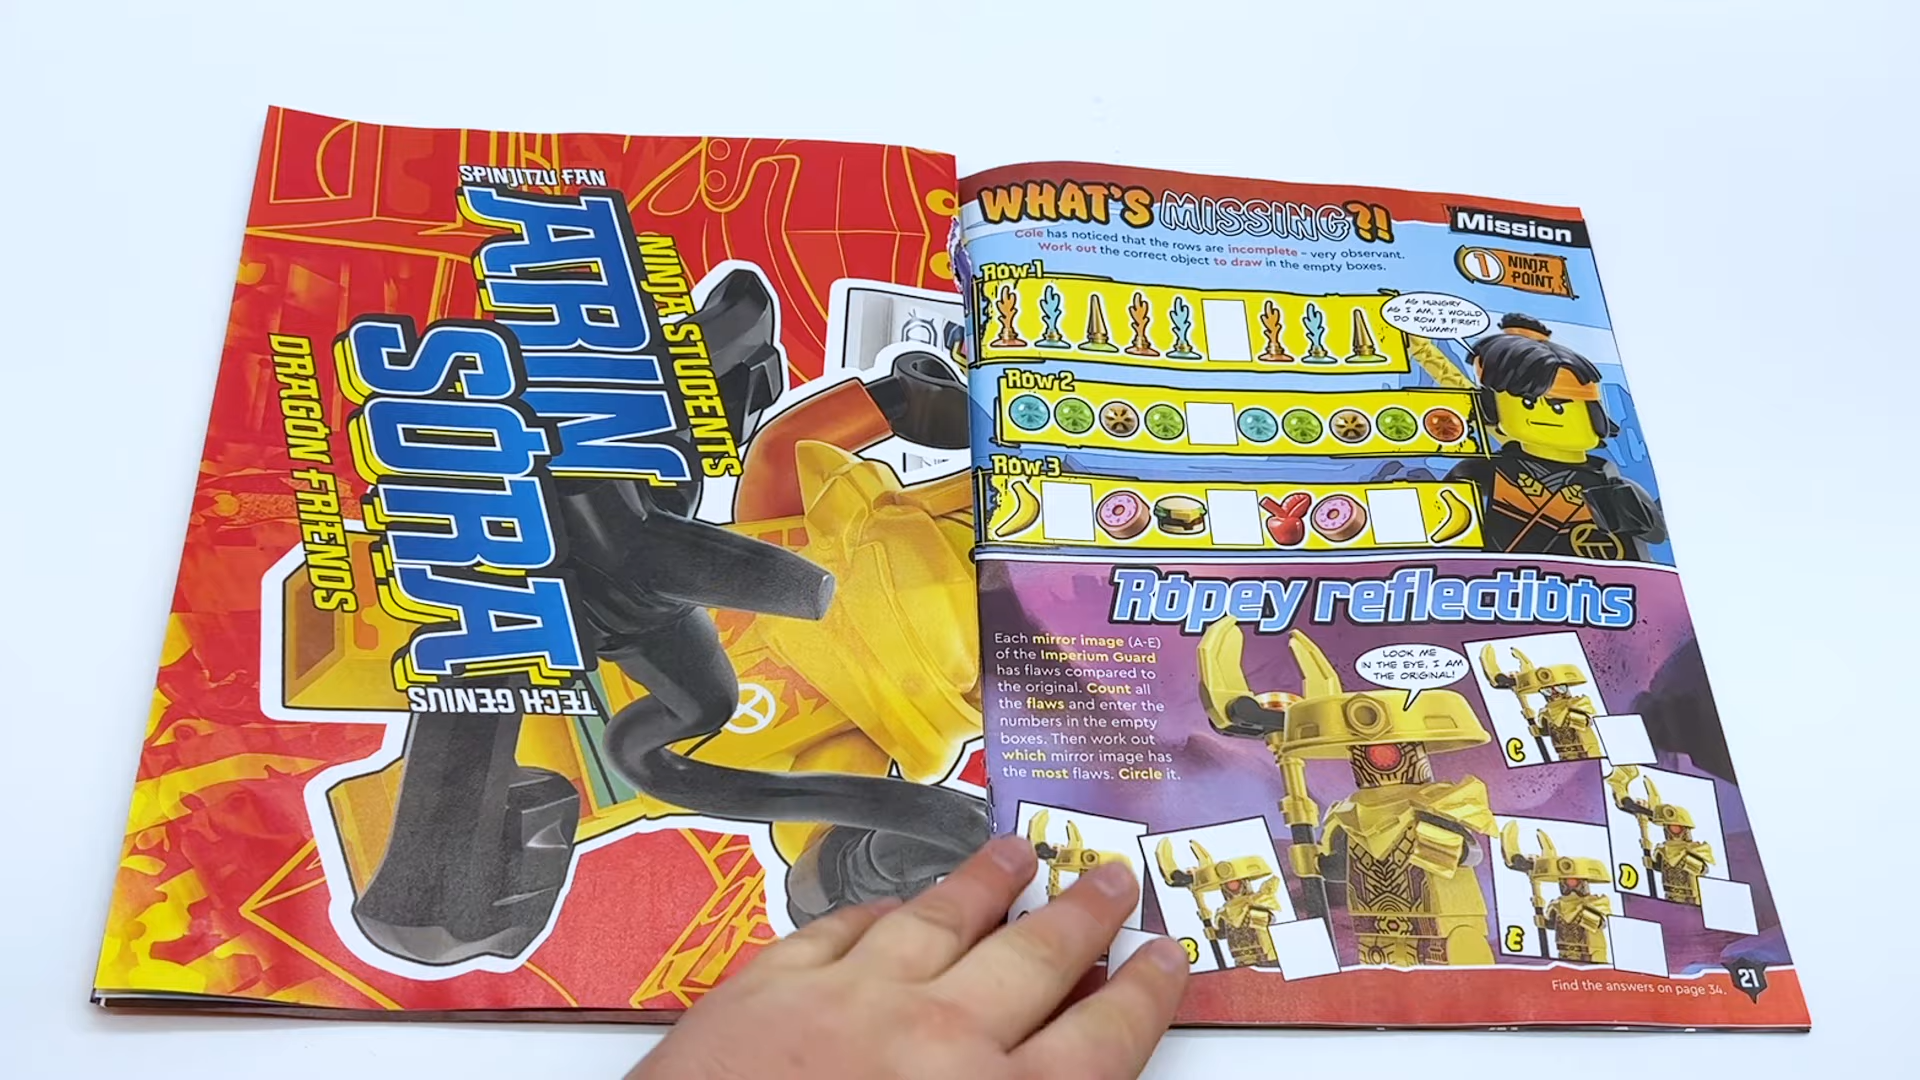 SPINJITZU FAN
ARIN
NINJA STUDENTS
SORA
DRAGON FRIENDS
TECH GENIUS
WHAT'S MISSING?!
Mission
Cole has noticed that the rows are incomplete – very observant.
Work out the correct object to draw in the empty boxes.
1 NINJA
POINT
Row 1
AS HUNGRY
AS I AM, I WOULD
DO ROW 3 FIRST!
YUMMY!
Row 2
Row 3
Ropey reflections
Each mirror image (A-E)
of the Imperium Guard
has flaws compared to
the original. Count all
the flaws and enter the
numbers in the empty
boxes. Then work out
which mirror image has
the most flaws. Circle it.
LOOK ME
IN THE EYE, I AM
THE ORIGINAL!
C
D
B
E
Find the answers on page 34.
21